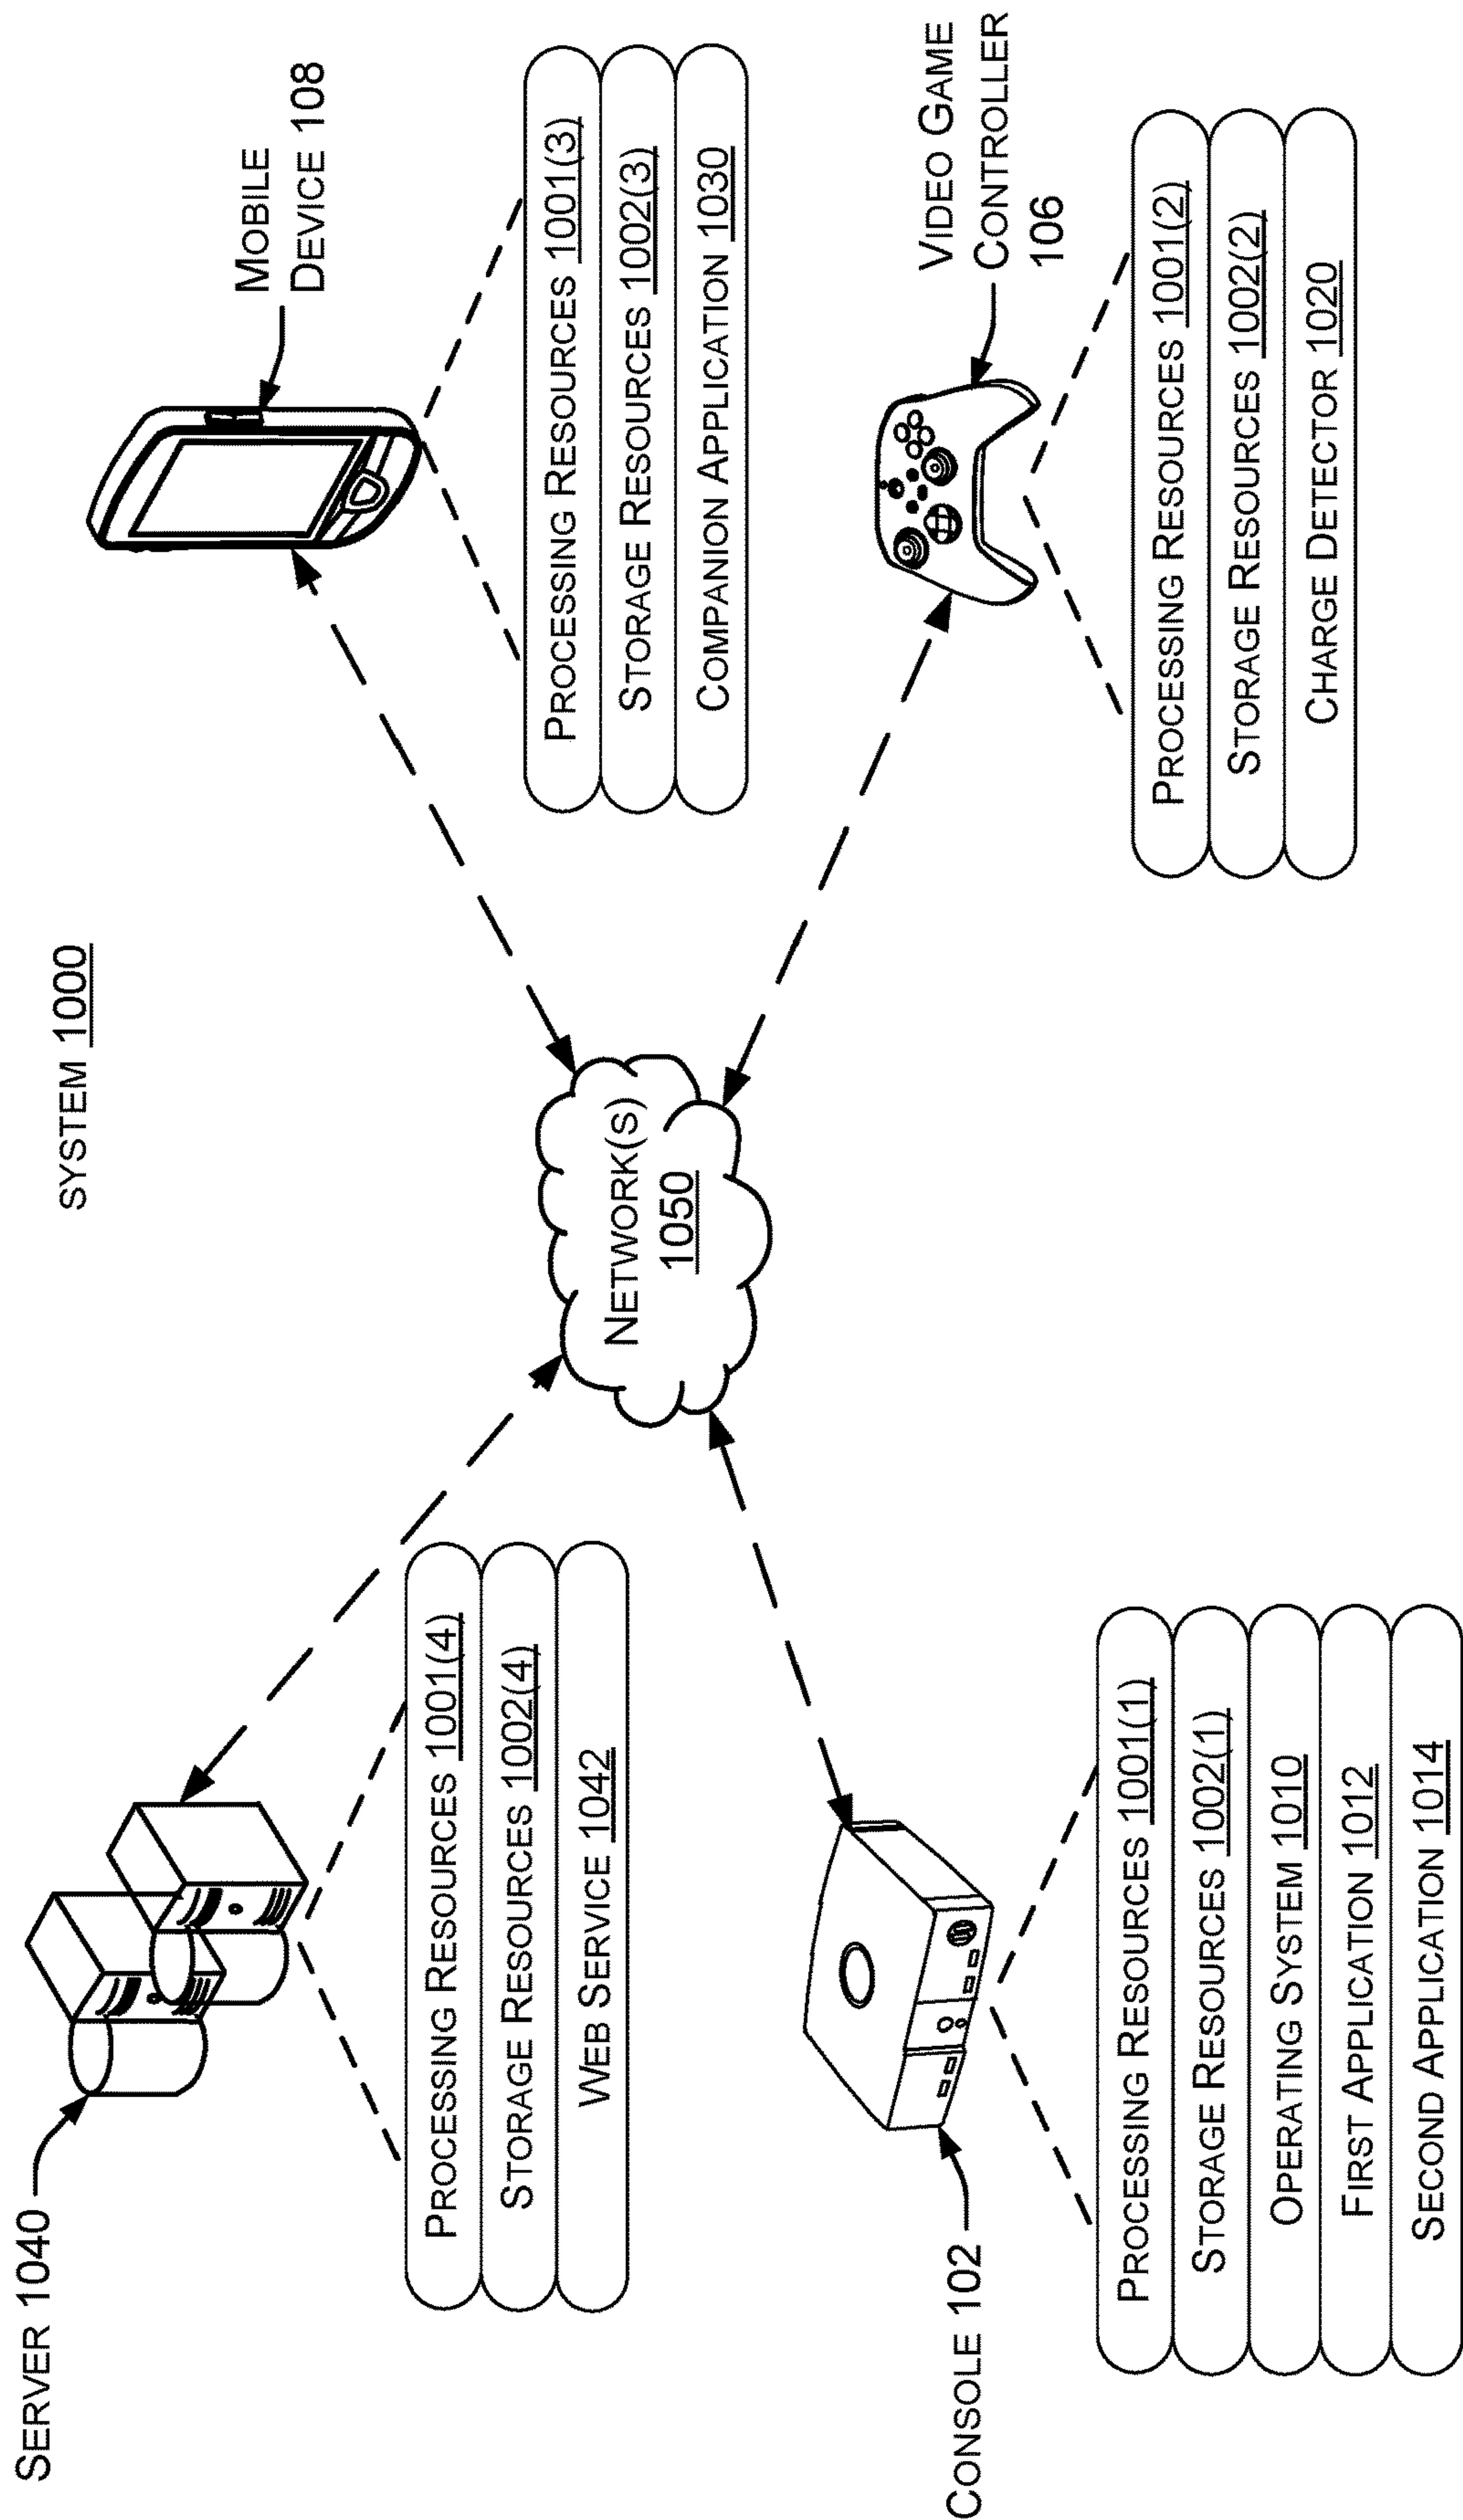 SYSTEM 1000
SERVER 1040
PROCESSING RESOURCES 1001(4)
STORAGE RESOURCES 1002(4)
WEB SERVICE 1042
MOBILE
DEVICE 108
PROCESSING RESOURCES 1001(3)
STORAGE RESOURCES 1002(3)
COMPANION APPLICATION 1030
NETWORK(S)
1050
CONSOLE 102
PROCESSING RESOURCES 1001(1)
STORAGE RESOURCES 1002(1)
OPERATING SYSTEM 1010
FIRST APPLICATION 1012
SECOND APPLICATION 1014
VIDEO GAME
CONTROLLER
106
PROCESSING RESOURCES 1001(2)
STORAGE RESOURCES 1002(2)
CHARGE DETECTOR 1020